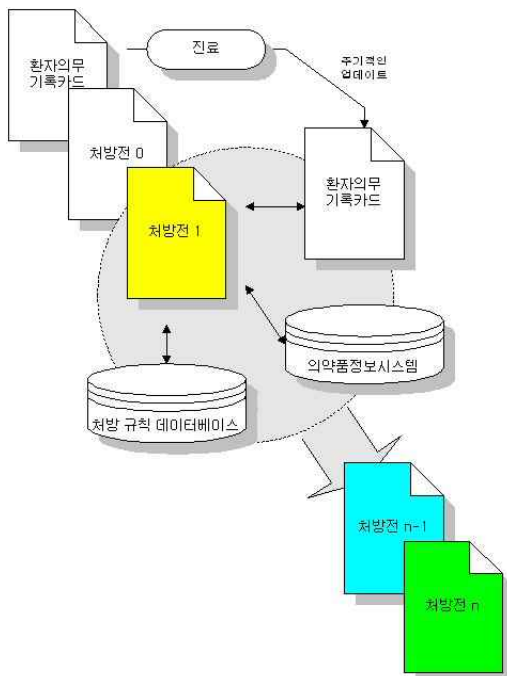 환자의무
기록카드
진료
주기적인
업데이트
처방전 0
환자의무
기록카드
처방전 1
의약품정보시스템
처방 규칙 데이터베이스
처방전 n-1
처방전 n